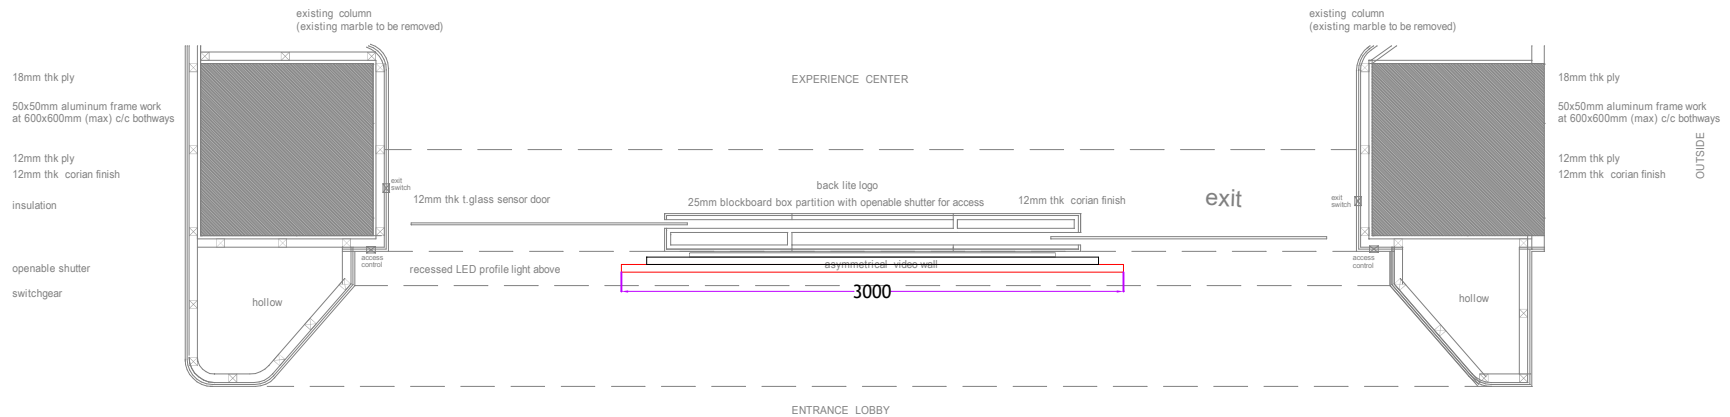 existing column
(existing marble to be removed)
existing column
(existing marble to be removed)
18mm thk ply
EXPERIENCE CENTER
18mm thk ply
50x50mm aluminum frame work
at 600x600mm (max) c/c bothways
50x50mm aluminum frame work
at 600x600mm (max) c/c bothways
OUTSIDE
12mm thk ply
12mm thk corian finish
12mm thk ply
12mm thk corian finish
exit
switch
back lite logo
12mm thk t.glass sensor door
25mm blockboard box partition with openable shutter for access
12mm thk corian finish
exit
exit
switch
insulation
insulation
access
control
access
control
openable shutter
recessed LED profile light above
asymmetrical video wall
switchgear
3000
hollow
hollow
ENTRANCE LOBBY